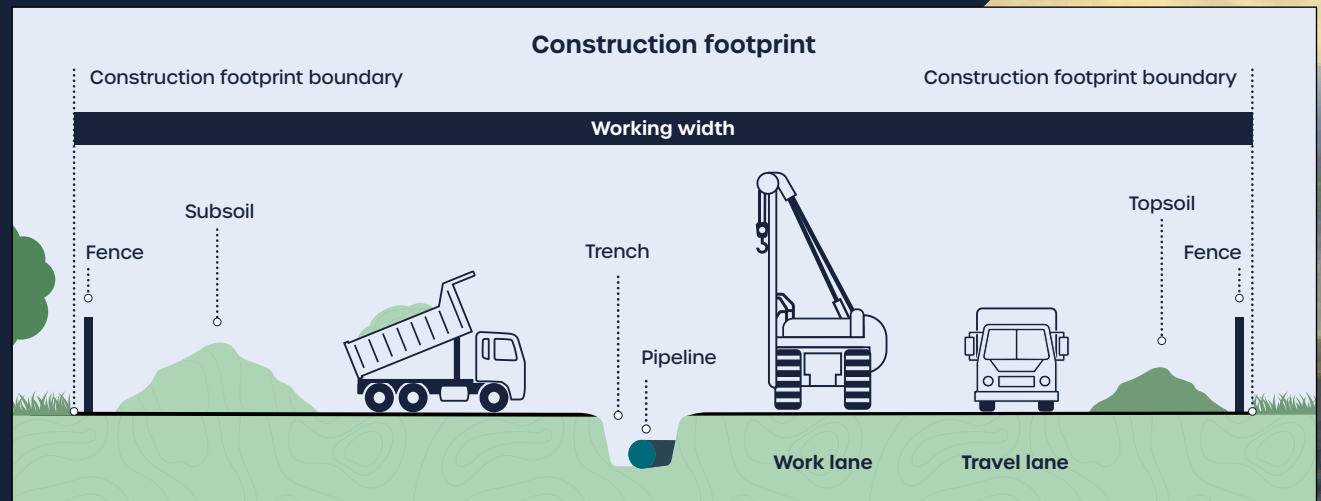 Construction footprint
Construction footprint boundary
Construction footprint boundary
Working width
Subsoil
Topsoil
Fence
Trench
Fence
Pipeline
Work lane
Travel lane